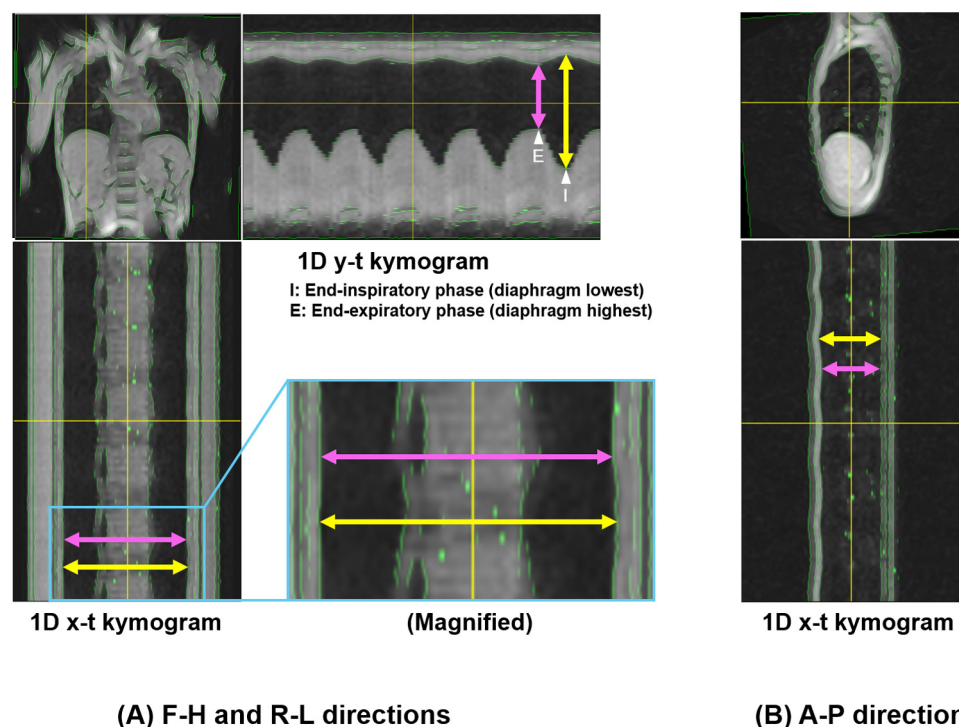 E
I
1D y-t kymogram
I: End-inspiratory phase (diaphragm lowest)
E: End-expiratory phase (diaphragm highest)
1D x-t kymogram
(Magnified)
1D x-t kymogram
(A) F-H and R-L directions
(B) A-P direction